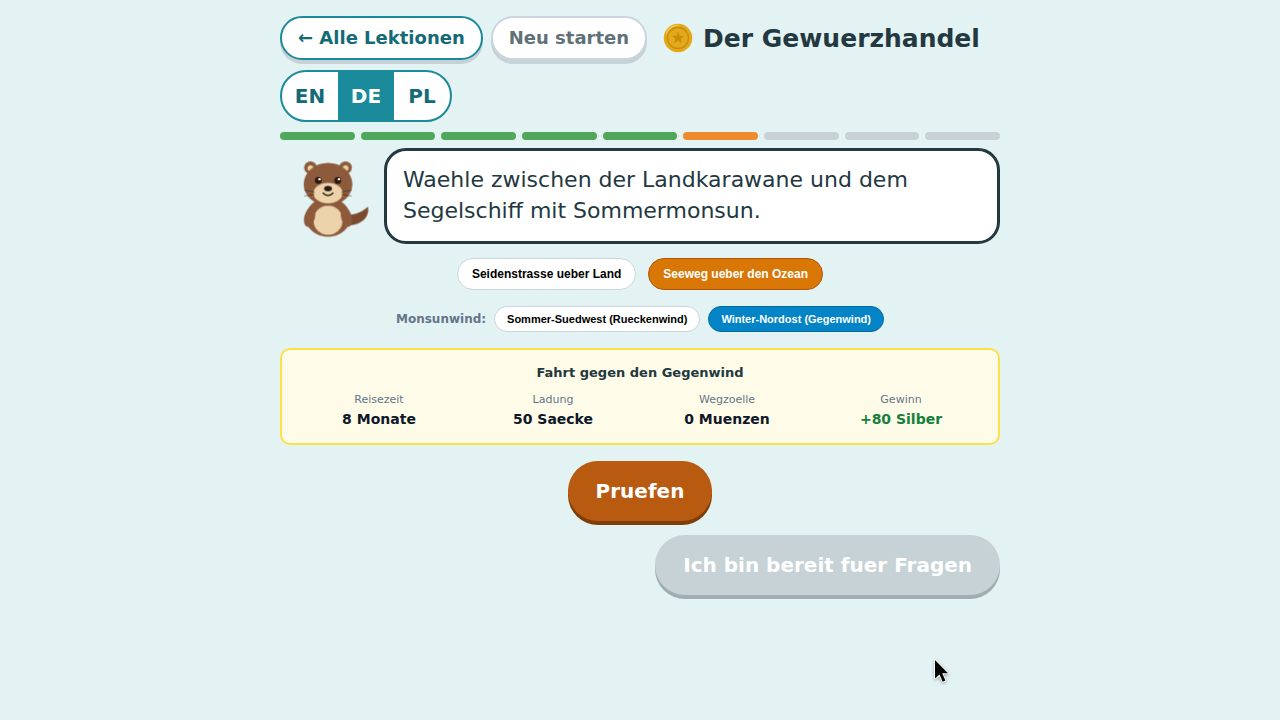 ← Alle Lektionen
Neu starten
Der Gewuerzhandel
EN DE PL
Waehle zwischen der Landkarawane und dem
Segelschiff mit Sommermonsun.
Seidenstrasse ueber Land
Seeweg ueber den Ozean
Monsunwind:
Sommer-Suedwest (Rueckenwind)
Winter-Nordost (Gegenwind)
Fahrt gegen den Gegenwind
Reisezeit
8 Monate
Ladung
50 Saecke
Wegzoelle
0 Muenzen
Gewinn
+80 Silber
Pruefen
Ich bin bereit fuer Fragen